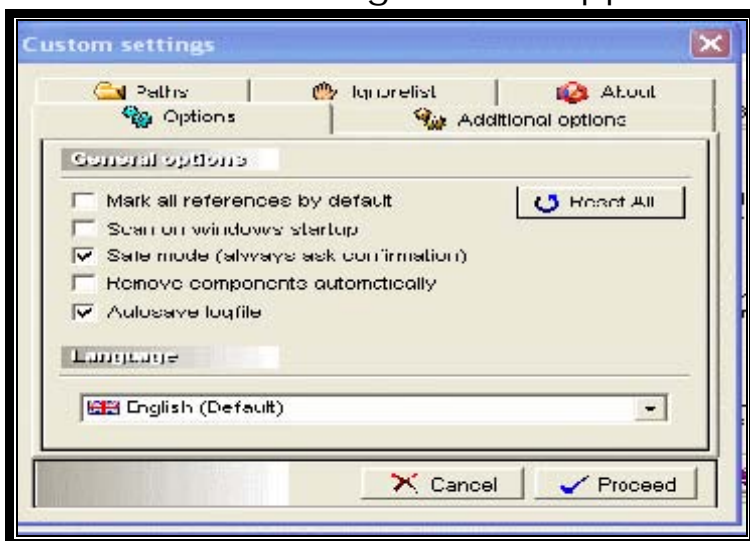 Custom settings
Paths Ignorelist About
Options Additional options
General options
Mark all references by default Reset All
Scan on windows startup
Safe mode (always ask confirmation)
Remove components automatically
Autosave logfile
Language
English (Default)
Cancel Proceed